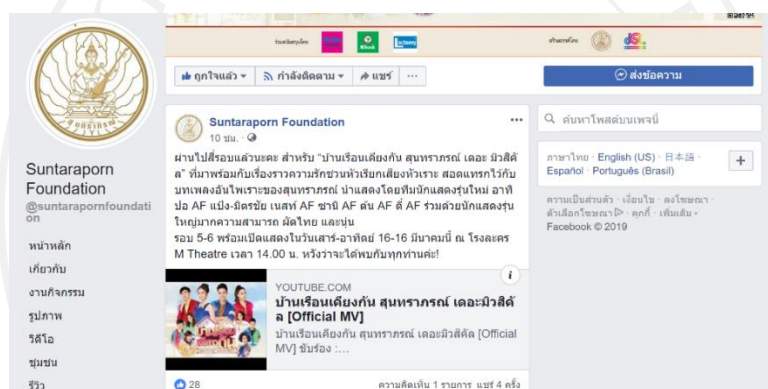 ถูกใจแล้ว กำลังติดตาม แชร์ ...
ส่งข้อความ
สุนทราภรณ์
Suntaraporn
Foundation
@suntarapornfoundati
on
หน้าหลัก
เกี่ยวกับ
งานกิจกรรม
รูปภาพ
วิดีโอ
ชุมชน
รีวิว
Suntaraporn Foundation
10 ชม.
ผ่านไปสี่รอบแล้วนะคะ สำหรับ "บ้านเรือนเคียงกัน สุนทราภรณ์ เดอะ มิวสิคั
ล" ที่มาพร้อมกับเรื่องราวความรักชวนหัวเรียกเสียงหัวเราะ สอดแทรกไว้กับ
บทเพลงอันไพเราะของสุนทราภรณ์ นำแสดงโดยทีมนักแสดงรุ่นใหม่ อาทิ
ปอ AF แป้ง-มิตรชัย เนสท์ AF ซานิ AF ตัน AF ตี๋ AF ร่วมด้วยนักแสดงรุ่น
ใหญ่มากความสามารถ ผัดไทย และนุ่น
รอบ 5-6 พร้อมเปิดแสดงในวันเสาร์-อาทิตย์ 16-16 มีนาคมนี้ ณ โรงละคร
M Theatre เวลา 14.00 น. หวังว่าจะได้พบกับทุกท่านค่ะ!
YOUTUBE.COM
บ้านเรือนเคียงกัน สุนทราภรณ์ เดอะมิวสิคั
ล [Official MV]
บ้านเรือนเคียงกัน สุนทราภรณ์ เดอะมิวสิคัล [Official
MV] ขับร้อง :...
28
ความคิดเห็น 1 รายการ แชร์ 4 ครั้ง
ค้นหาโพสต์บนเพจนี้
ภาษาไทย · English (US) · 日本語 ·
Español · Português (Brasil)
ความเป็นส่วนตัว · เงื่อนไข · ลงโฆษณา ·
ตัวเลือกโฆษณา · คุกกี้ · เพิ่มเติม
Facebook © 2019